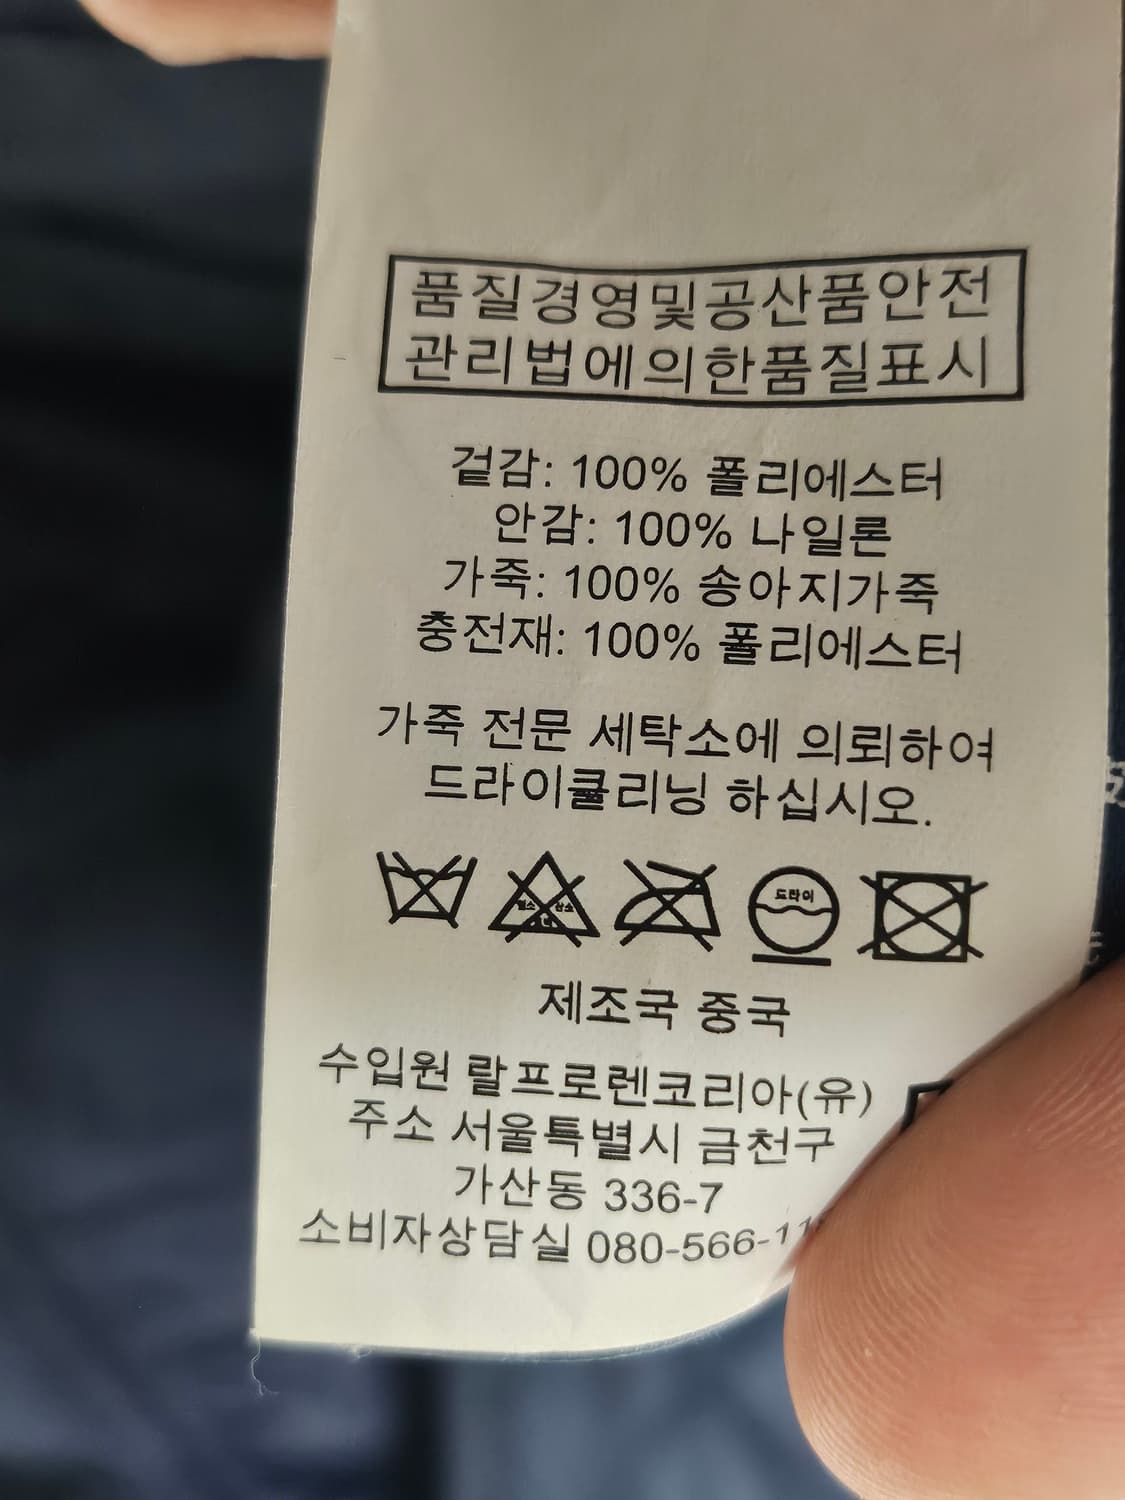 품질경영및공산품안전
관리법에의한품질표시
겉감: 100% 폴리에스터
안감: 100% 나일론
가죽: 100% 송아지가죽
충전재: 100% 폴리에스터
가죽 전문 세탁소에 의뢰하여
드라이클리닝 하십시오.
드라이
제조국 중국
수입원 랄프로렌코리아(유)
주소 서울특별시 금천구
가산동 336-7
소비자상담실 080-566-11